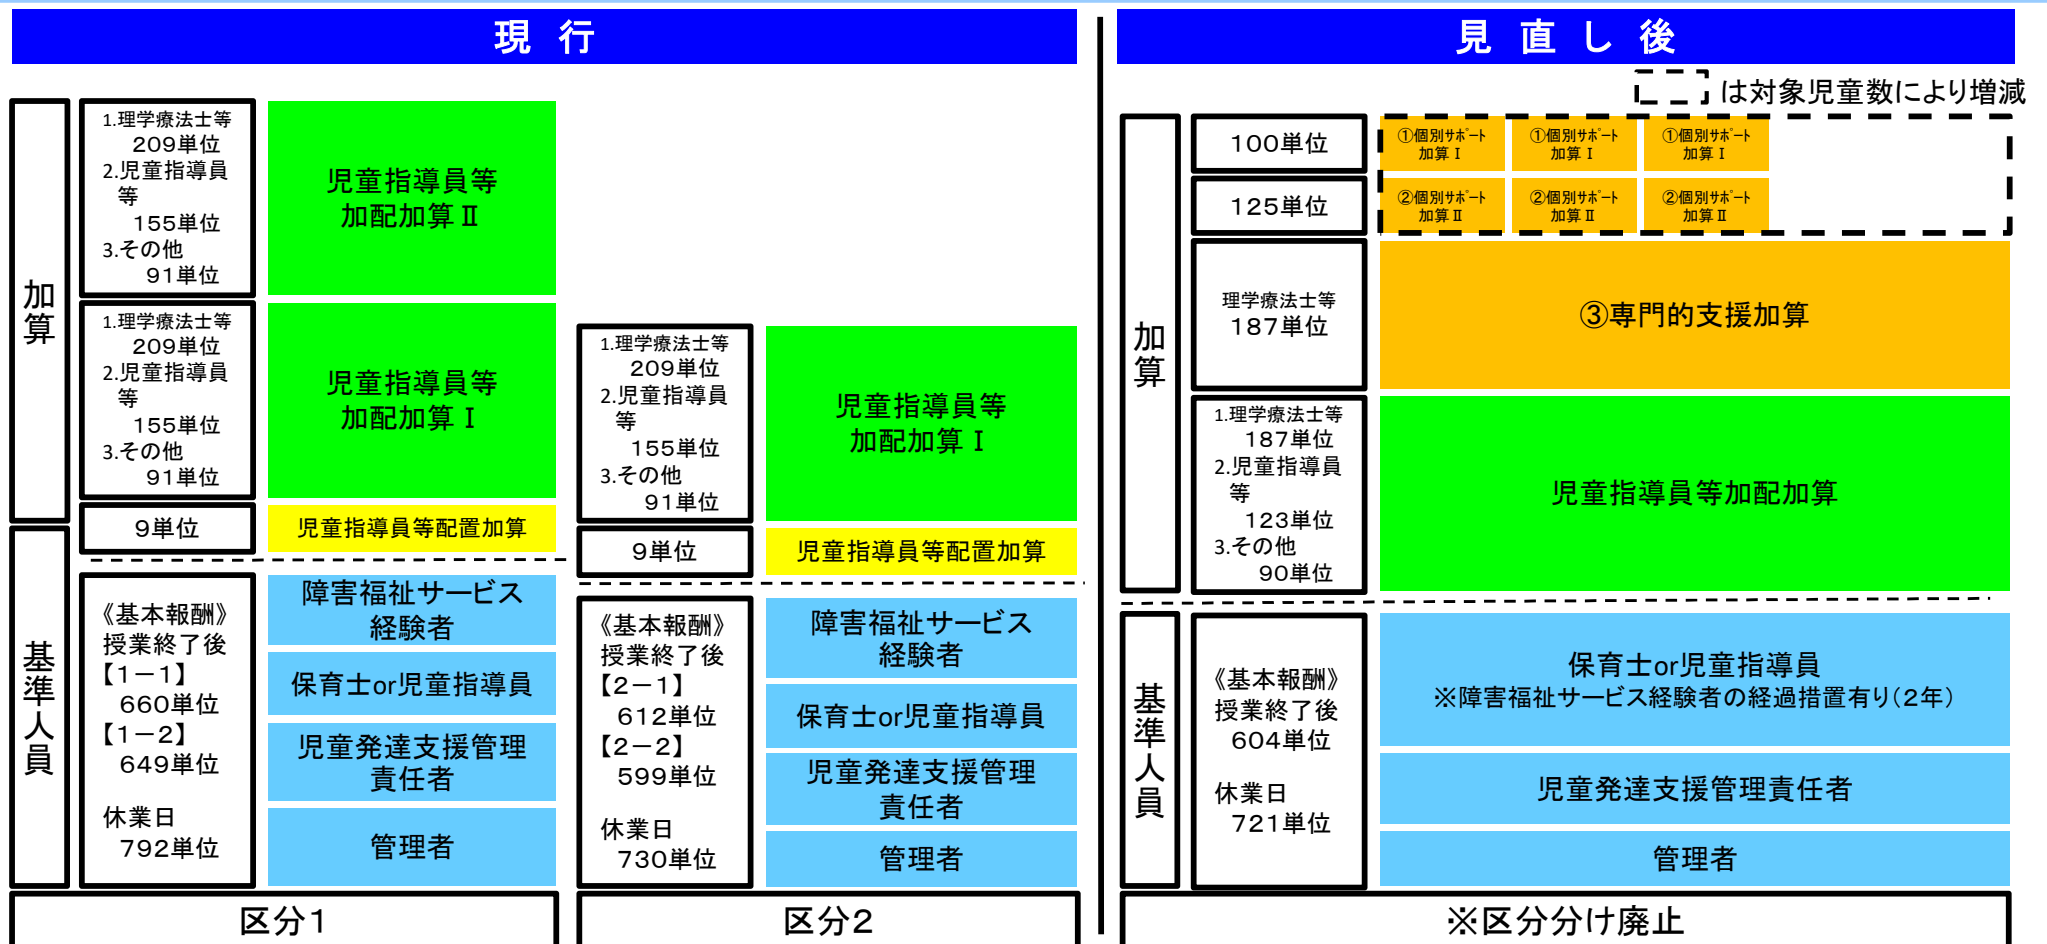 現 行
加算
1.理学療法士等
209単位
2.児童指導員
等
155単位
3.その他
91単位
児童指導員等
加配加算Ⅱ
1.理学療法士等
209単位
2.児童指導員
等
155単位
3.その他
91単位
児童指導員等
加配加算Ⅰ
9単位
児童指導員等配置加算
基準人員
《基本報酬》
授業終了後
【1－1】
660単位
【1－2】
649単位
休業日
792単位
障害福祉サービス
経験者
保育士or児童指導員
児童発達支援管理
責任者
管理者
区分1
1.理学療法士等
209単位
2.児童指導員
等
155単位
3.その他
91単位
児童指導員等
加配加算Ⅰ
9単位
児童指導員等配置加算
《基本報酬》
授業終了後
【2－1】
612単位
【2－2】
599単位
休業日
730単位
障害福祉サービス
経験者
保育士or児童指導員
児童発達支援管理
責任者
管理者
区分2
見 直 し 後
は対象児童数により増減
加算
100単位
①個別サポート
加算Ⅰ
①個別サポート
加算Ⅰ
①個別サポート
加算Ⅰ
125単位
②個別サポート
加算Ⅱ
②個別サポート
加算Ⅱ
②個別サポート
加算Ⅱ
理学療法士等
187単位
③専門的支援加算
1.理学療法士等
187単位
2.児童指導員
等
123単位
3.その他
90単位
児童指導員等加配加算
基準人員
《基本報酬》
授業終了後
604単位
休業日
721単位
保育士or児童指導員
※障害福祉サービス経験者の経過措置有り（2年）
児童発達支援管理責任者
管理者
※区分分け廃止